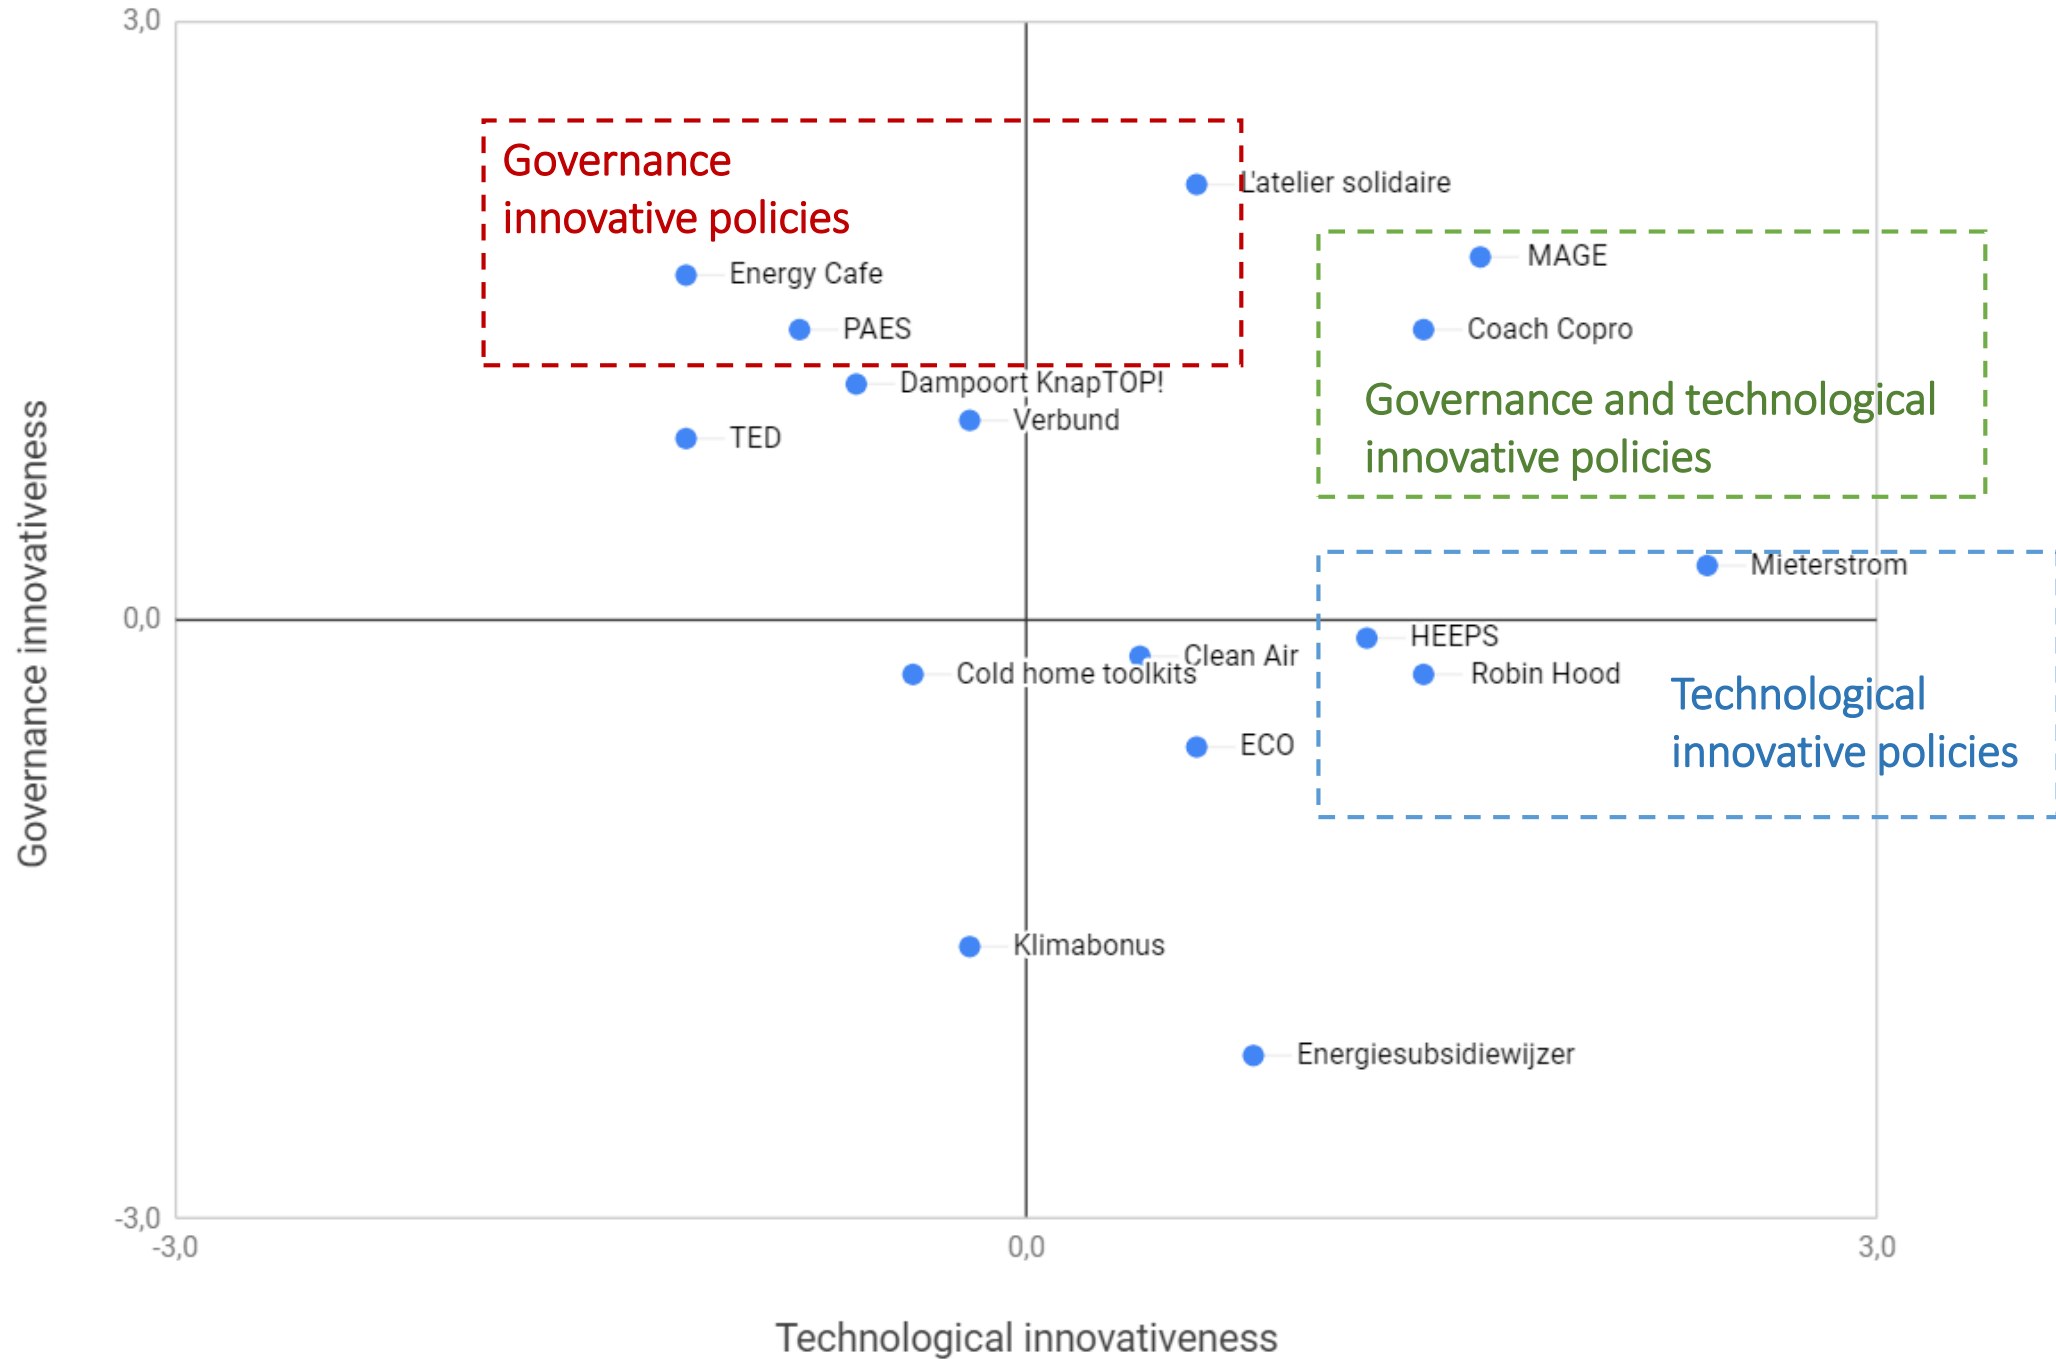 3,0
Governance
innovative policies
L'atelier solidaire
MAGE
Energy Cafe
PAES
Coach Copro
Dampoort KnapTOP!
Governance and technological
innovative policies
Verbund
TED
Mieterstrom
0,0
HEEPS
Clean Air
Cold home toolkits
Robin Hood
Technological
innovative policies
ECO
Klimabonus
Energiesubsidiewijzer
-3,0
-3,0
0,0
3,0
Governance innovativeness
Technological innovativeness